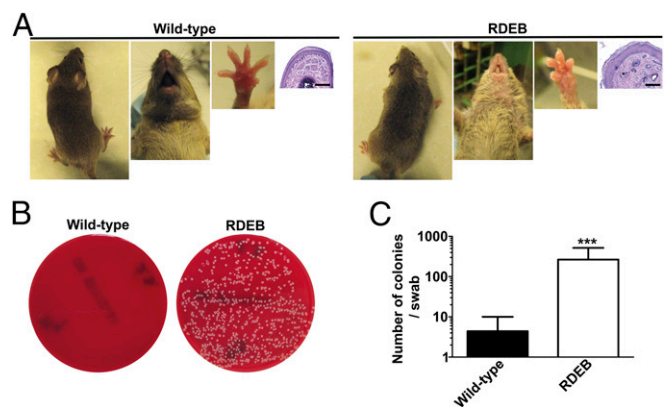 A
Wild-type
RDEB
B
Wild-type
RDEB
C
Number of colonies
/ swab
1000
100
10
1
***
Wild-type
RDEB